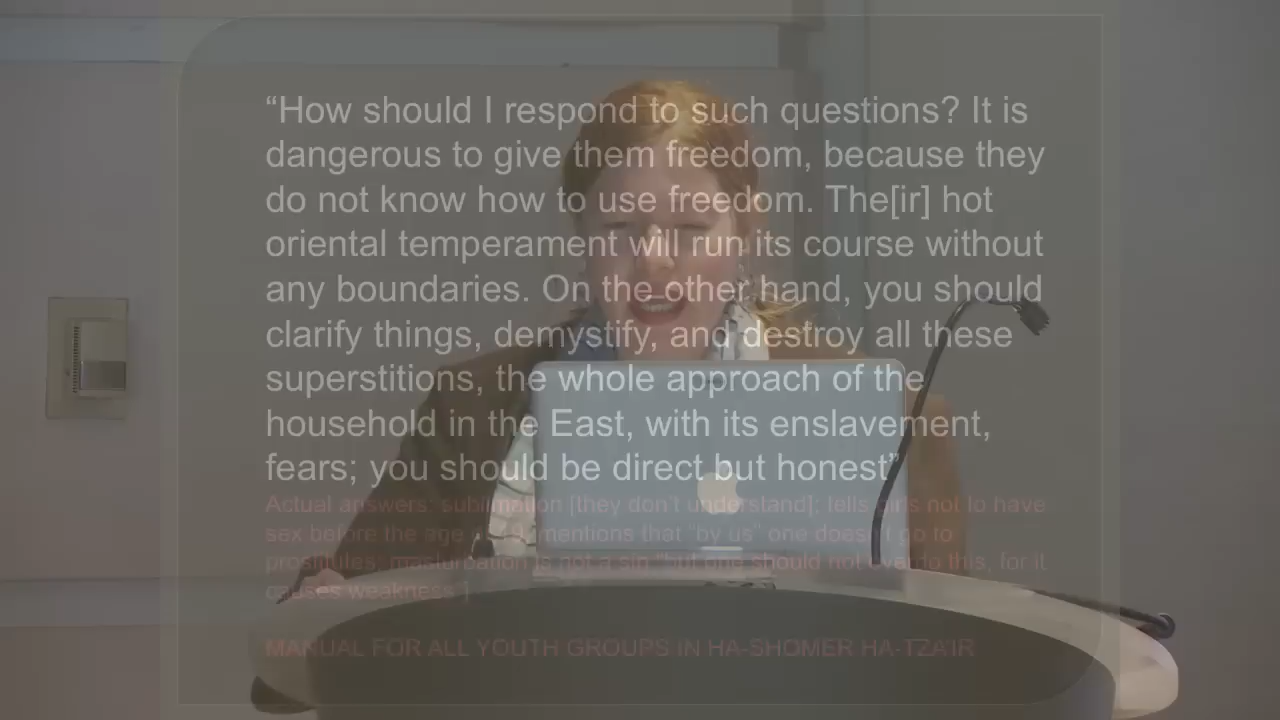 “How should I respond to such questions? It is
dangerous to give them freedom, because they
do not know how to use freedom. The[ir] hot
oriental temperament will run its course without
any boundaries. On the other hand, you should
clarify things, demystify, and destroy all these
superstitions, the whole approach of the
household in the East, with its enslavement,
fears; you should be direct but honest”
Actual answers: sublimation [they don’t understand]; tells girls not to have
sex before the age mentions that “by us” one doesn’t go to
prostitutes; masturbation is not a sin “but one should not to this, for it
causes weakness”]
MANUAL FOR ALL YOUTH GROUPS IN HA-SHOMER HA-TZA’IR